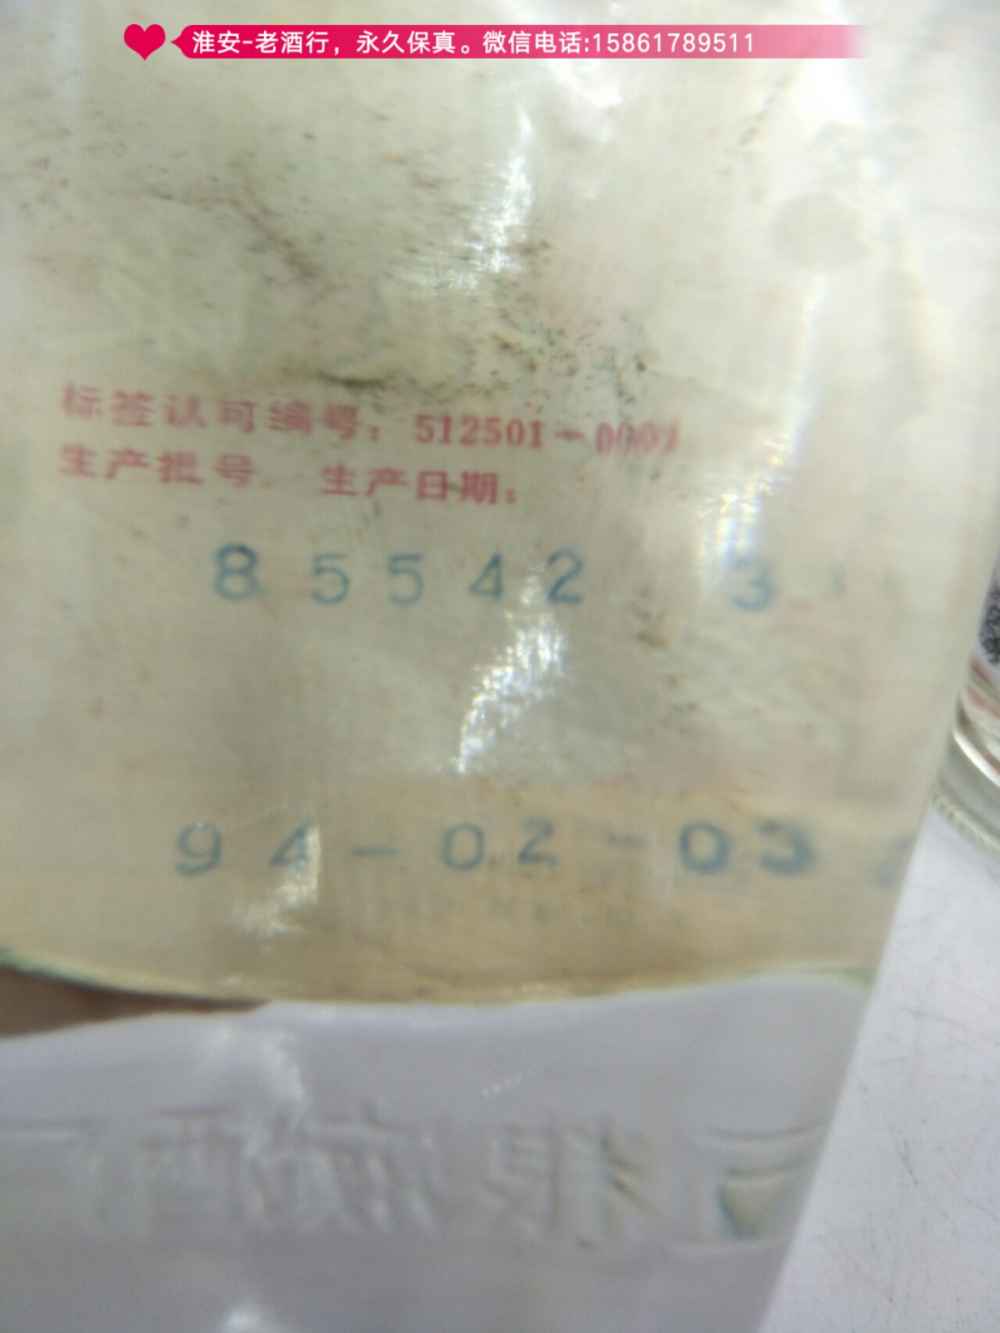 淮安-老酒行，永久保真。微信电话:15861789511
标签认可编号：512501-0001
生产批号 生产日期：
85542 3
94-02-03